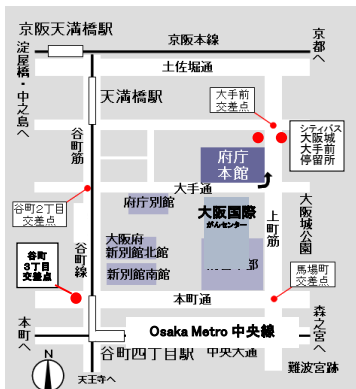 京阪天満橋駅
京阪本線
京都へ
淀屋橋・中之島へ
土佐堀通
天満橋駅
大手前
交差点
シティバス
大阪城
大手前
停留所
谷町筋
府庁
本館
大手通
谷町2丁目
交差点
府庁別館
大阪国際
がんセンター
上町筋
大阪城公園
大阪府
新別館北館
新別館南館
谷町
3丁目
交差点
谷町線
馬場町
交差点
本町通
本町へ
Osaka Metro 中央線
森之宮へ
谷町四丁目駅
中央大通
N
天王寺へ
難波宮跡